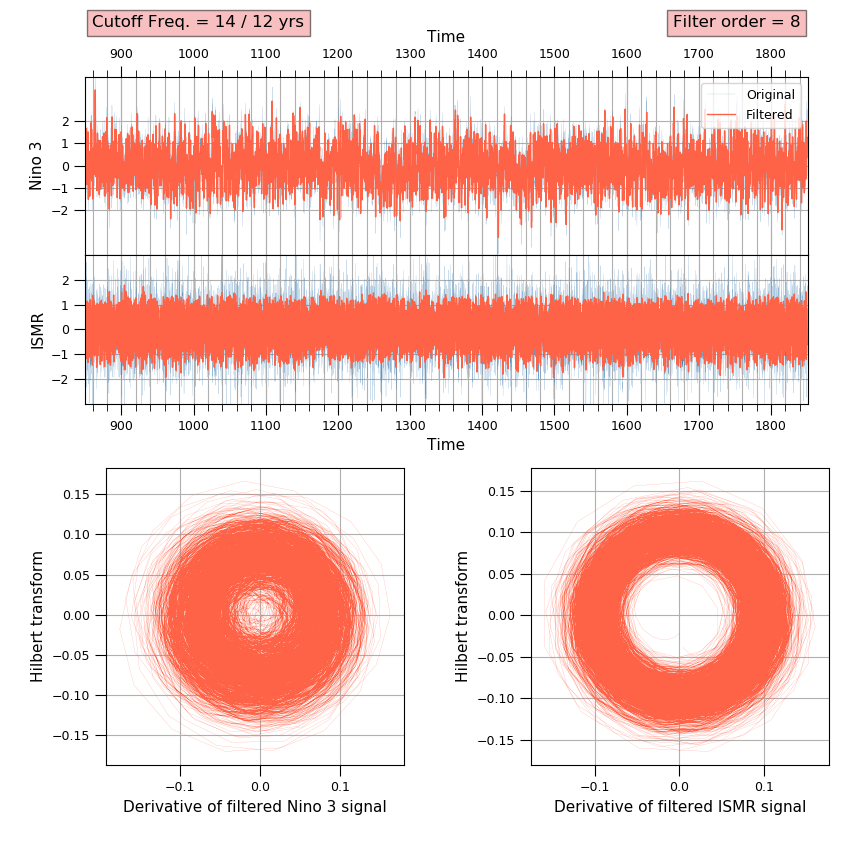 Cutoff Freq. = 14 / 12 yrs
Filter order = 8
Time
900 1000 1100 1200 1300 1400 1500 1600 1700 1800
Original
Filtered
Nino 3
2
1
0
−1
−2
ISMR
2
1
0
−1
−2
900 1000 1100 1200 1300 1400 1500 1600 1700 1800
Time
Hilbert transform
0.15
0.10
0.05
0.00
−0.05
−0.10
−0.15
−0.1 0.0 0.1
Derivative of filtered Nino 3 signal
Hilbert transform
0.15
0.10
0.05
0.00
−0.05
−0.10
−0.15
−0.1 0.0 0.1
Derivative of filtered ISMR signal